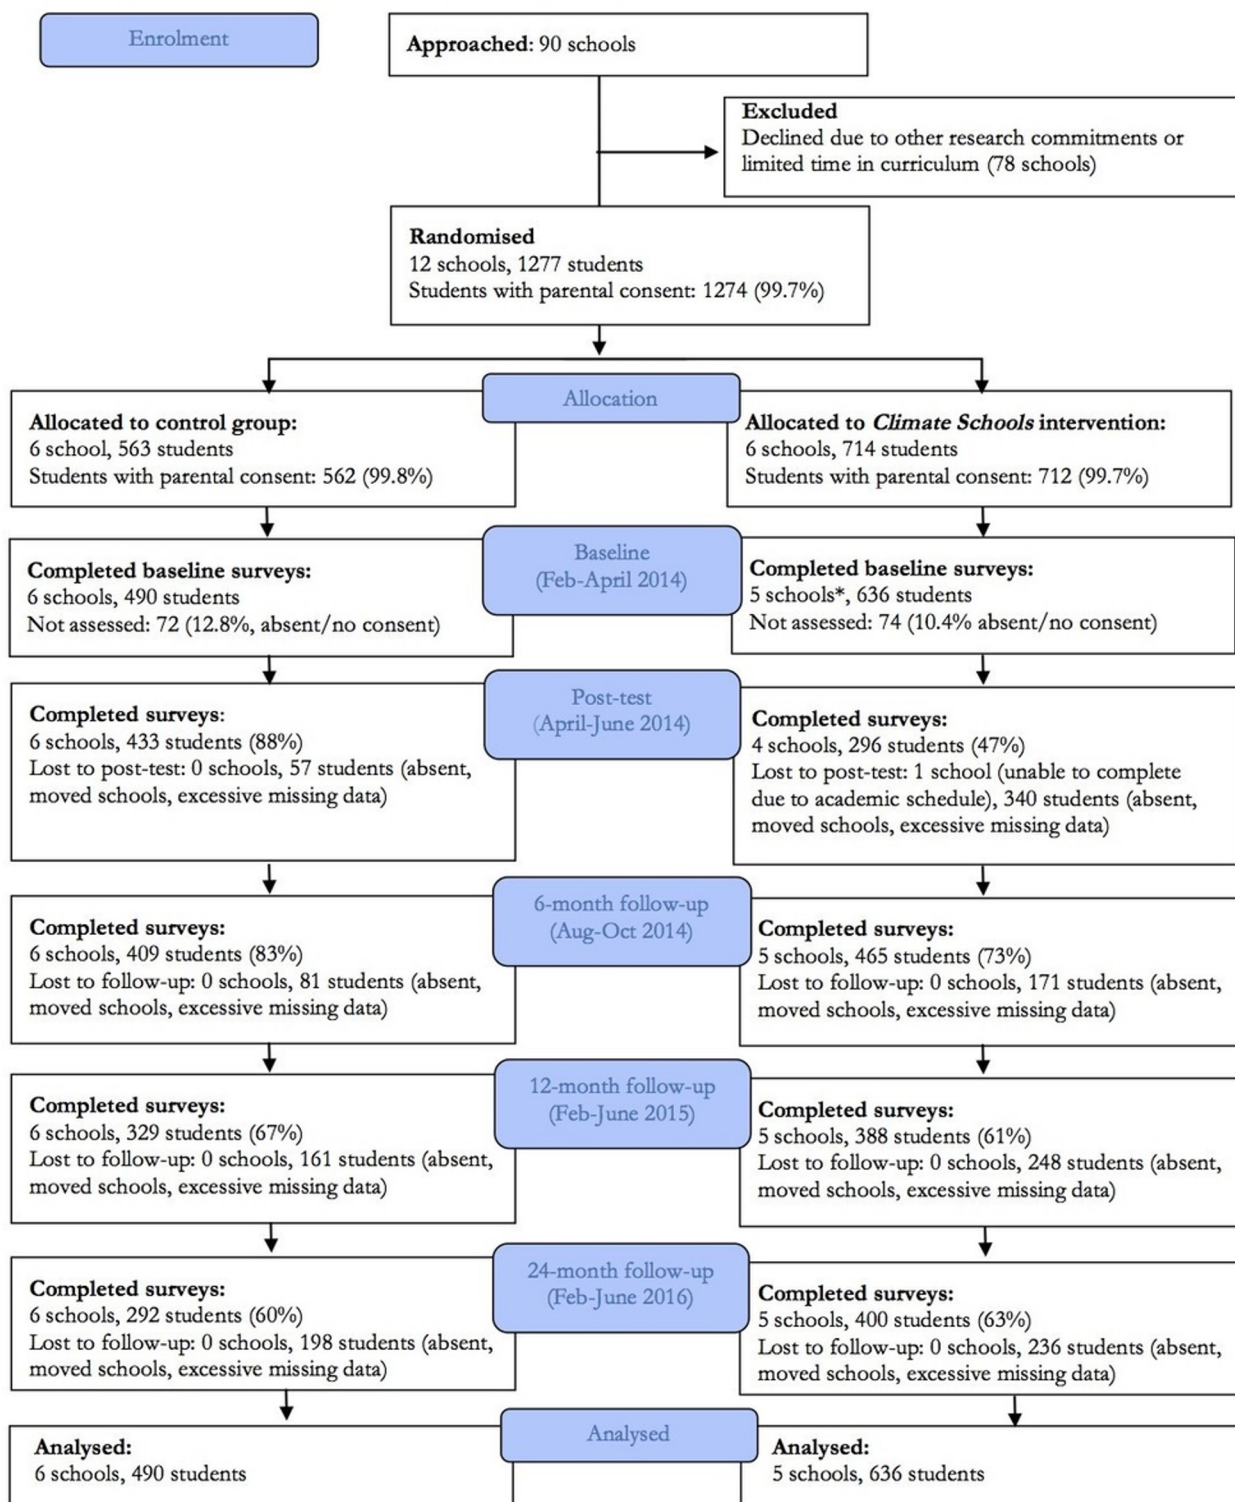 Enrolment
Approached: 90 schools
Excluded
Declined due to other research commitments or
limited time in curriculum (78 schools)
Randomised
12 schools, 1277 students
Students with parental consent: 1274 (99.7%)
Allocation
Allocated to control group:
6 school, 563 students
Students with parental consent: 562 (99.8%)
Allocated to Climate Schools intervention:
6 schools, 714 students
Students with parental consent: 712 (99.7%)
Baseline
(Feb-April 2014)
Completed baseline surveys:
6 schools, 490 students
Not assessed: 72 (12.8%, absent/no consent)
Completed baseline surveys:
5 schools*, 636 students
Not assessed: 74 (10.4% absent/no consent)
Post-test
(April-June 2014)
Completed surveys:
6 schools, 433 students (88%)
Lost to post-test: 0 schools, 57 students (absent,
moved schools, excessive missing data)
Completed surveys:
4 schools, 296 students (47%)
Lost to post-test: 1 school (unable to complete
due to academic schedule), 340 students (absent,
moved schools, excessive missing data)
6-month follow-up
(Aug-Oct 2014)
Completed surveys:
6 schools, 409 students (83%)
Lost to follow-up: 0 schools, 81 students (absent,
moved schools, excessive missing data)
Completed surveys:
5 schools, 465 students (73%)
Lost to follow-up: 0 schools, 171 students (absent,
moved schools, excessive missing data)
12-month follow-up
(Feb-June 2015)
Completed surveys:
6 schools, 329 students (67%)
Lost to follow-up: 0 schools, 161 students (absent,
moved schools, excessive missing data)
Completed surveys:
5 schools, 388 students (61%)
Lost to follow-up: 0 schools, 248 students (absent,
moved schools, excessive missing data)
24-month follow-up
(Feb-June 2016)
Completed surveys:
6 schools, 292 students (60%)
Lost to follow-up: 0 schools, 198 students (absent,
moved schools, excessive missing data)
Completed surveys:
5 schools, 400 students (63%)
Lost to follow-up: 0 schools, 236 students (absent,
moved schools, excessive missing data)
Analysed
Analysed:
6 schools, 490 students
Analysed:
5 schools, 636 students